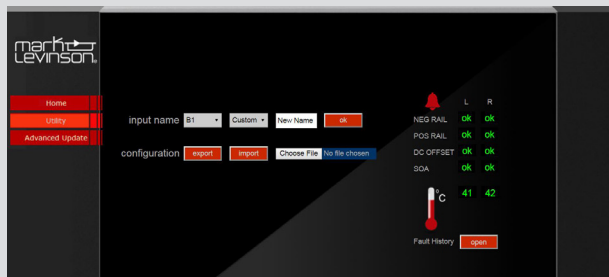 mark
Levinson®
Home
Utility
Advanced Update
input name B1 Custom New Name ok
configuration export import Choose File No file chosen
L R
NEG RAIL ok ok
POS RAIL ok ok
DC OFFSET ok ok
SOA ok ok
°C 41 42
Fault History open